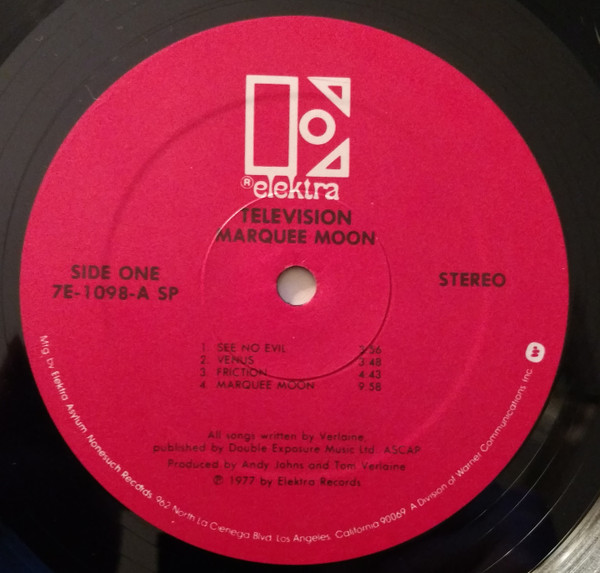 ® elektra
TELEVISION
MARQUEE MOON
SIDE ONE
7E-1098-A SP
STEREO
1. SEE NO EVIL 3:56
2. VENUS 3:48
3. FRICTION 4:43
4. MARQUEE MOON 9:58
All songs written by Verlaine,
published by Double Exposure Music Ltd. ASCAP
Produced by Andy Johns and Tom Verlaine
℗ 1977 by Elektra Records
Mfg. by Elektra Asylum Nonesuch Records, 962 North La Cienega Blvd. Los Angeles, California 90069 A Division of Warner Communications Inc.